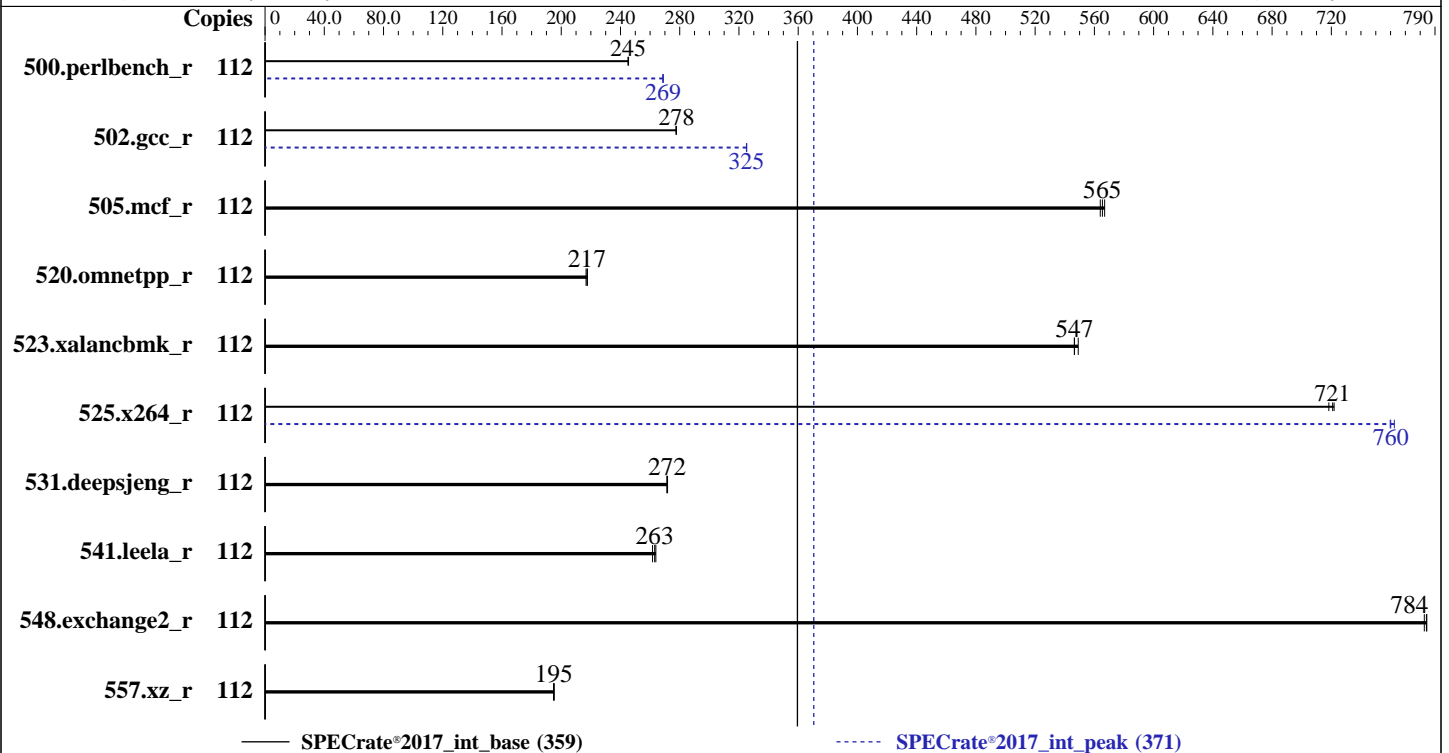 Copies 0 40.0 80.0 120 160 200 240 280 320 360 400 440 480 520 560 600 640 680 720 790
500.perlbench_r 112 245
269
502.gcc_r 112 278
325
505.mcf_r 112 565
520.omnetpp_r 112 217
523.xalancbmk_r 112 547
525.x264_r 112 721
760
531.deepsjeng_r 112 272
541.leela_r 112 263
548.exchange2_r 112 784
557.xz_r 112 195
SPECrate®2017_int_base (359) SPECrate®2017_int_peak (371)